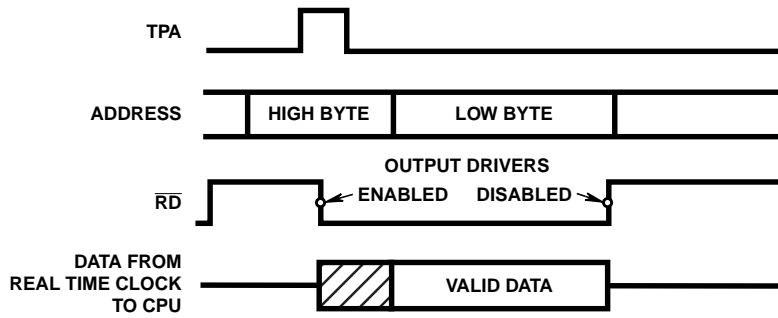 TPA
ADDRESS
HIGH BYTE
LOW BYTE
OUTPUT DRIVERS
RD
ENABLED
DISABLED
DATA FROM
REAL TIME CLOCK
TO CPU
VALID DATA